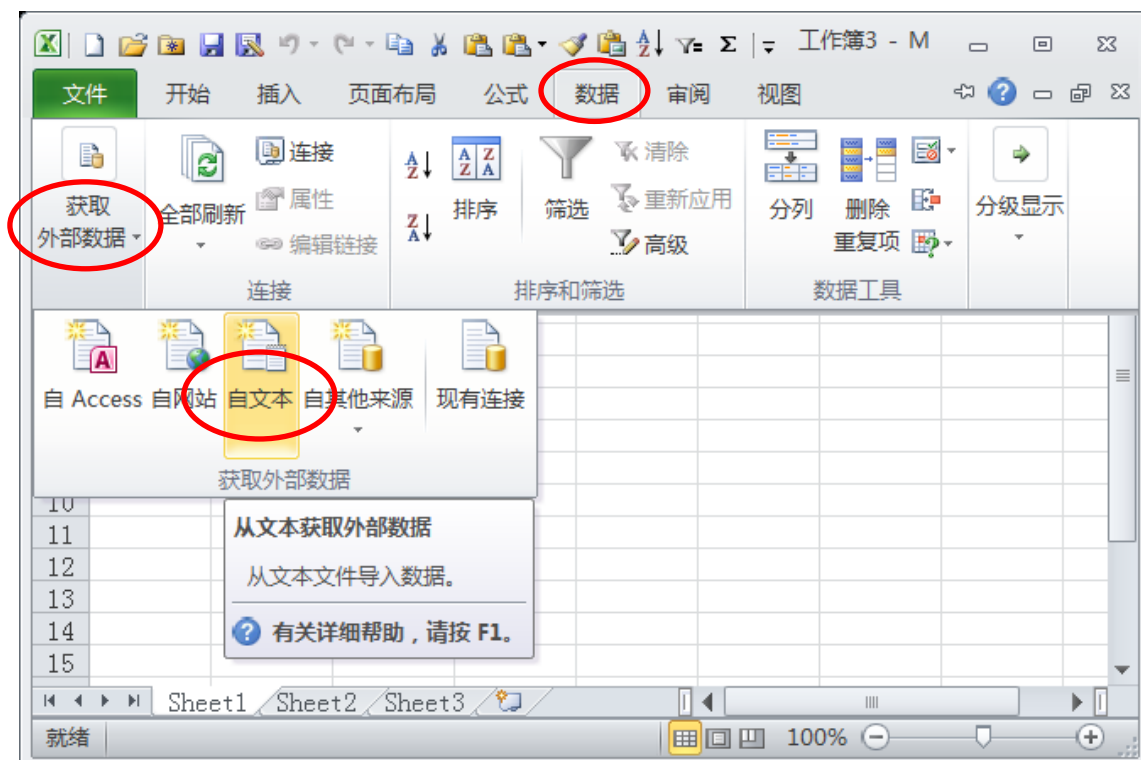 工作簿3 - M
文件 开始 插入 页面布局 公式 数据 审阅 视图
获取
外部数据
全部刷新
连接
属性
编辑链接
连接
A
Z
Z
A
A Z
Z A
排序
筛选
清除
重新应用
高级
排序和筛选
分列
删除
重复项
数据工具
分级显示
自 Access 自网站 自文本 自其他来源 现有连接
获取外部数据
从文本获取外部数据
从文本文件导入数据。
有关详细帮助，请按 F1。
10
11
12
13
14
15
Sheet1 Sheet2 Sheet3
就绪 100%